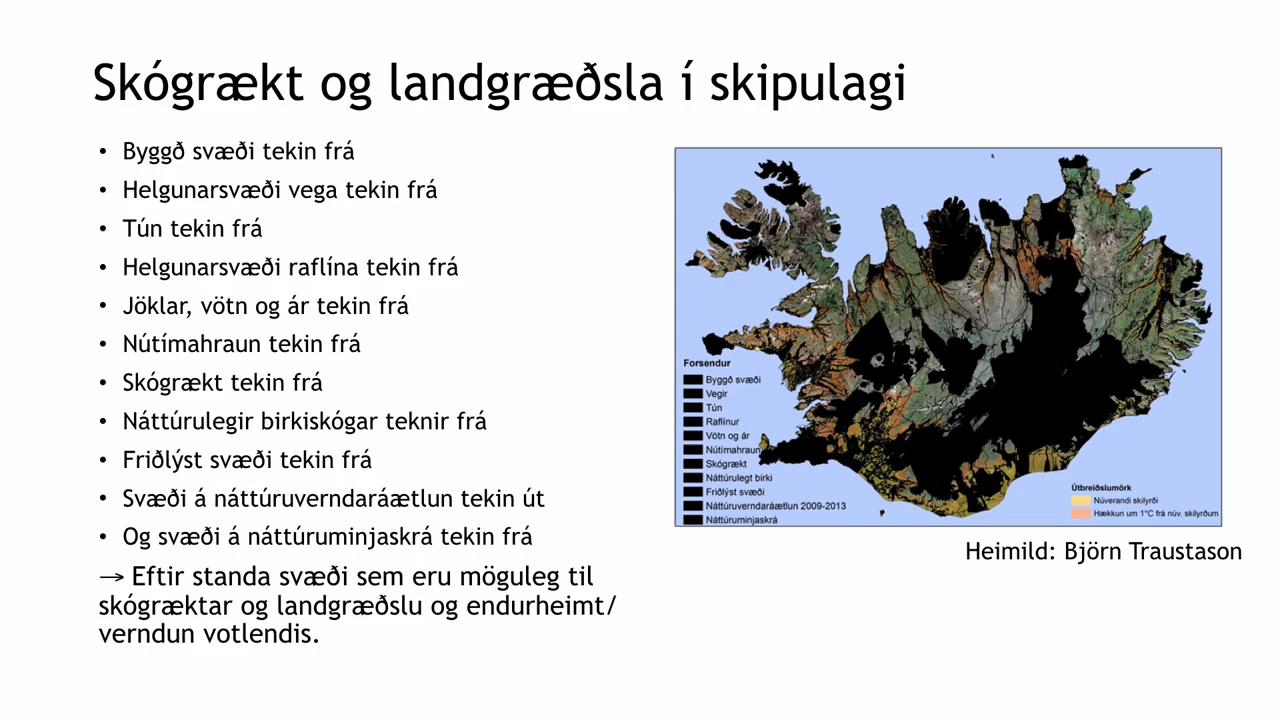 Skógrækt og landgræðsla í skipulagi
• Byggð svæði tekin frá
• Helgunarsvæði vega tekin frá
• Tún tekin frá
• Helgunarsvæði raflína tekin frá
• Jöklar, vötn og ár tekin frá
• Nútímahraun tekin frá
• Skógrækt tekin frá
• Náttúrulegir birkiskógar teknir frá
• Friðlýst svæði tekin frá
• Svæði á náttúruverndaráætlun tekin út
• Og svæði á náttúruminjaskrá tekin frá
→ Eftir standa svæði sem eru möguleg til
skógræktar og landgræðslu og endurheimt/
verndun votlendis.
Forsendur
Byggð svæði
Vegir
Tún
Raflínur
Vötn og ár
Nútímahraun
Skógrækt
Náttúrulegt birki
Friðlýst svæði
Náttúruverndaráætlun 2009-2013
Náttúruminjaskrá
Útbreiðslumörk
Núverandi skilyrði
Hækkun um 1°C frá núv. skilyrðum
Heimild: Björn Traustason